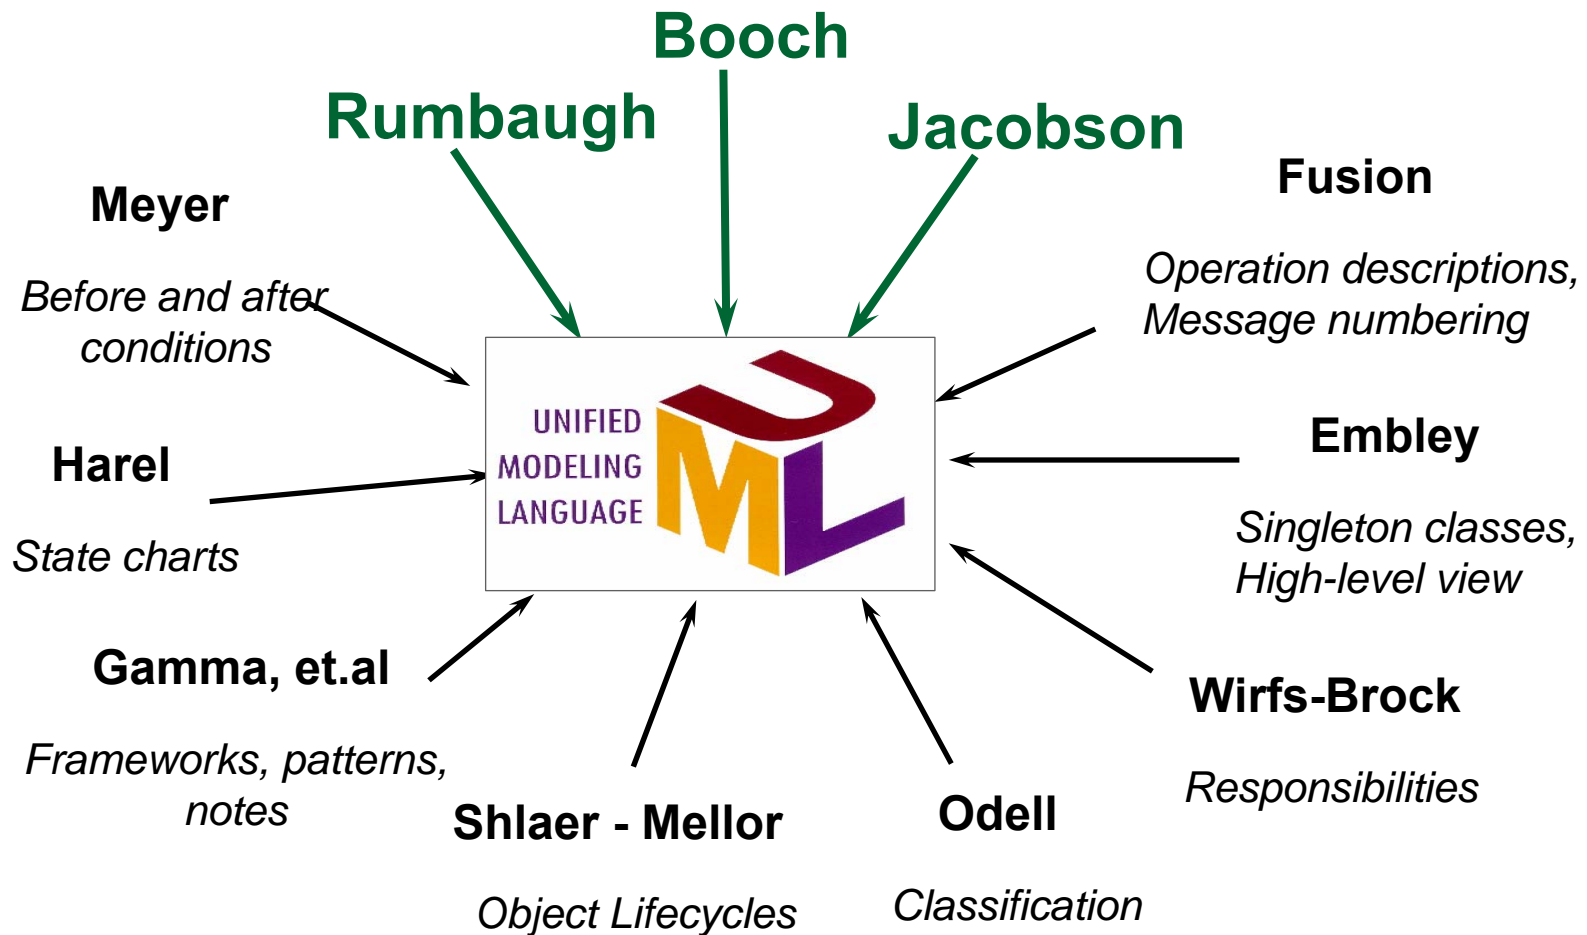 Booch
Rumbaugh
Jacobson
Meyer
Before and after
conditions
Fusion
Operation descriptions,
Message numbering
UNIFIED
MODELING
LANGUAGE
UML
Harel
State charts
Embley
Singleton classes,
High-level view
Gamma, et.al
Frameworks, patterns,
notes
Wirfs-Brock
Responsibilities
Shlaer - Mellor
Object Lifecycles
Odell
Classification